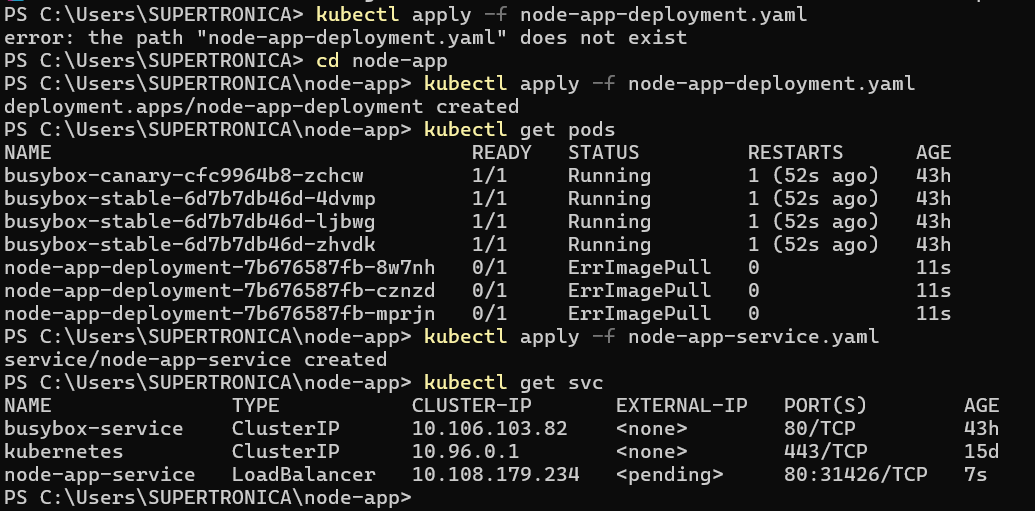 PS C:\Users\SUPERTRONICA> kubectl apply -f node-app-deployment.yaml
error: the path "node-app-deployment.yaml" does not exist
PS C:\Users\SUPERTRONICA> cd node-app
PS C:\Users\SUPERTRONICA\node-app> kubectl apply -f node-app-deployment.yaml
deployment.apps/node-app-deployment created
PS C:\Users\SUPERTRONICA\node-app> kubectl get pods
NAME READY STATUS RESTARTS AGE
busybox-canary-cfc9964b8-zchcw 1/1 Running 1 (52s ago) 43h
busybox-stable-6d7b7db46d-4dvmp 1/1 Running 1 (52s ago) 43h
busybox-stable-6d7b7db46d-ljbwg 1/1 Running 1 (52s ago) 43h
busybox-stable-6d7b7db46d-zhvdk 1/1 Running 1 (52s ago) 43h
node-app-deployment-7b676587fb-8w7nh 0/1 ErrImagePull 0 11s
node-app-deployment-7b676587fb-cznzd 0/1 ErrImagePull 0 11s
node-app-deployment-7b676587fb-mprjn 0/1 ErrImagePull 0 11s
PS C:\Users\SUPERTRONICA\node-app> kubectl apply -f node-app-service.yaml
service/node-app-service created
PS C:\Users\SUPERTRONICA\node-app> kubectl get svc
NAME TYPE CLUSTER-IP EXTERNAL-IP PORT(S) AGE
busybox-service ClusterIP 10.106.103.82 <none> 80/TCP 43h
kubernetes ClusterIP 10.96.0.1 <none> 443/TCP 15d
node-app-service LoadBalancer 10.108.179.234 <pending> 80:31426/TCP 7s
PS C:\Users\SUPERTRONICA\node-app>